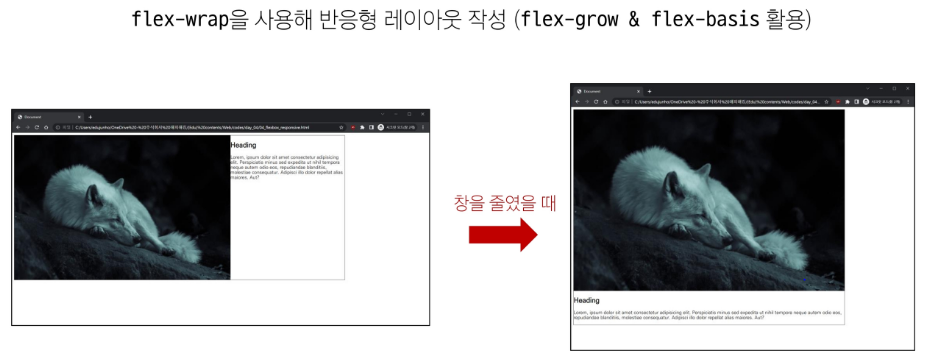 flex-wrap을 사용해 반응형 레이아웃 작성 (flex-grow & flex-basis 활용)
Document
Heading
Lorem, ipsum dolor sit amet consectetur adipisicing
elit. Perspiciatis minus sed expedita ut nihil tempore
neque autem odio eos, repudiandae blanditiis,
molestiae consequatur. Adipisci illo dolor repellat alias
maiores. Aut?
창을 줄였을 때
Document
Heading
Lorem, ipsum dolor sit amet consectetur adipisicing elit. Perspiciatis minus sed expedita ut nihil tempore neque autem odio eos,
repudiandae blanditiis, molestiae consequatur. Adipisci illo dolor repellat alias maiores. Aut?